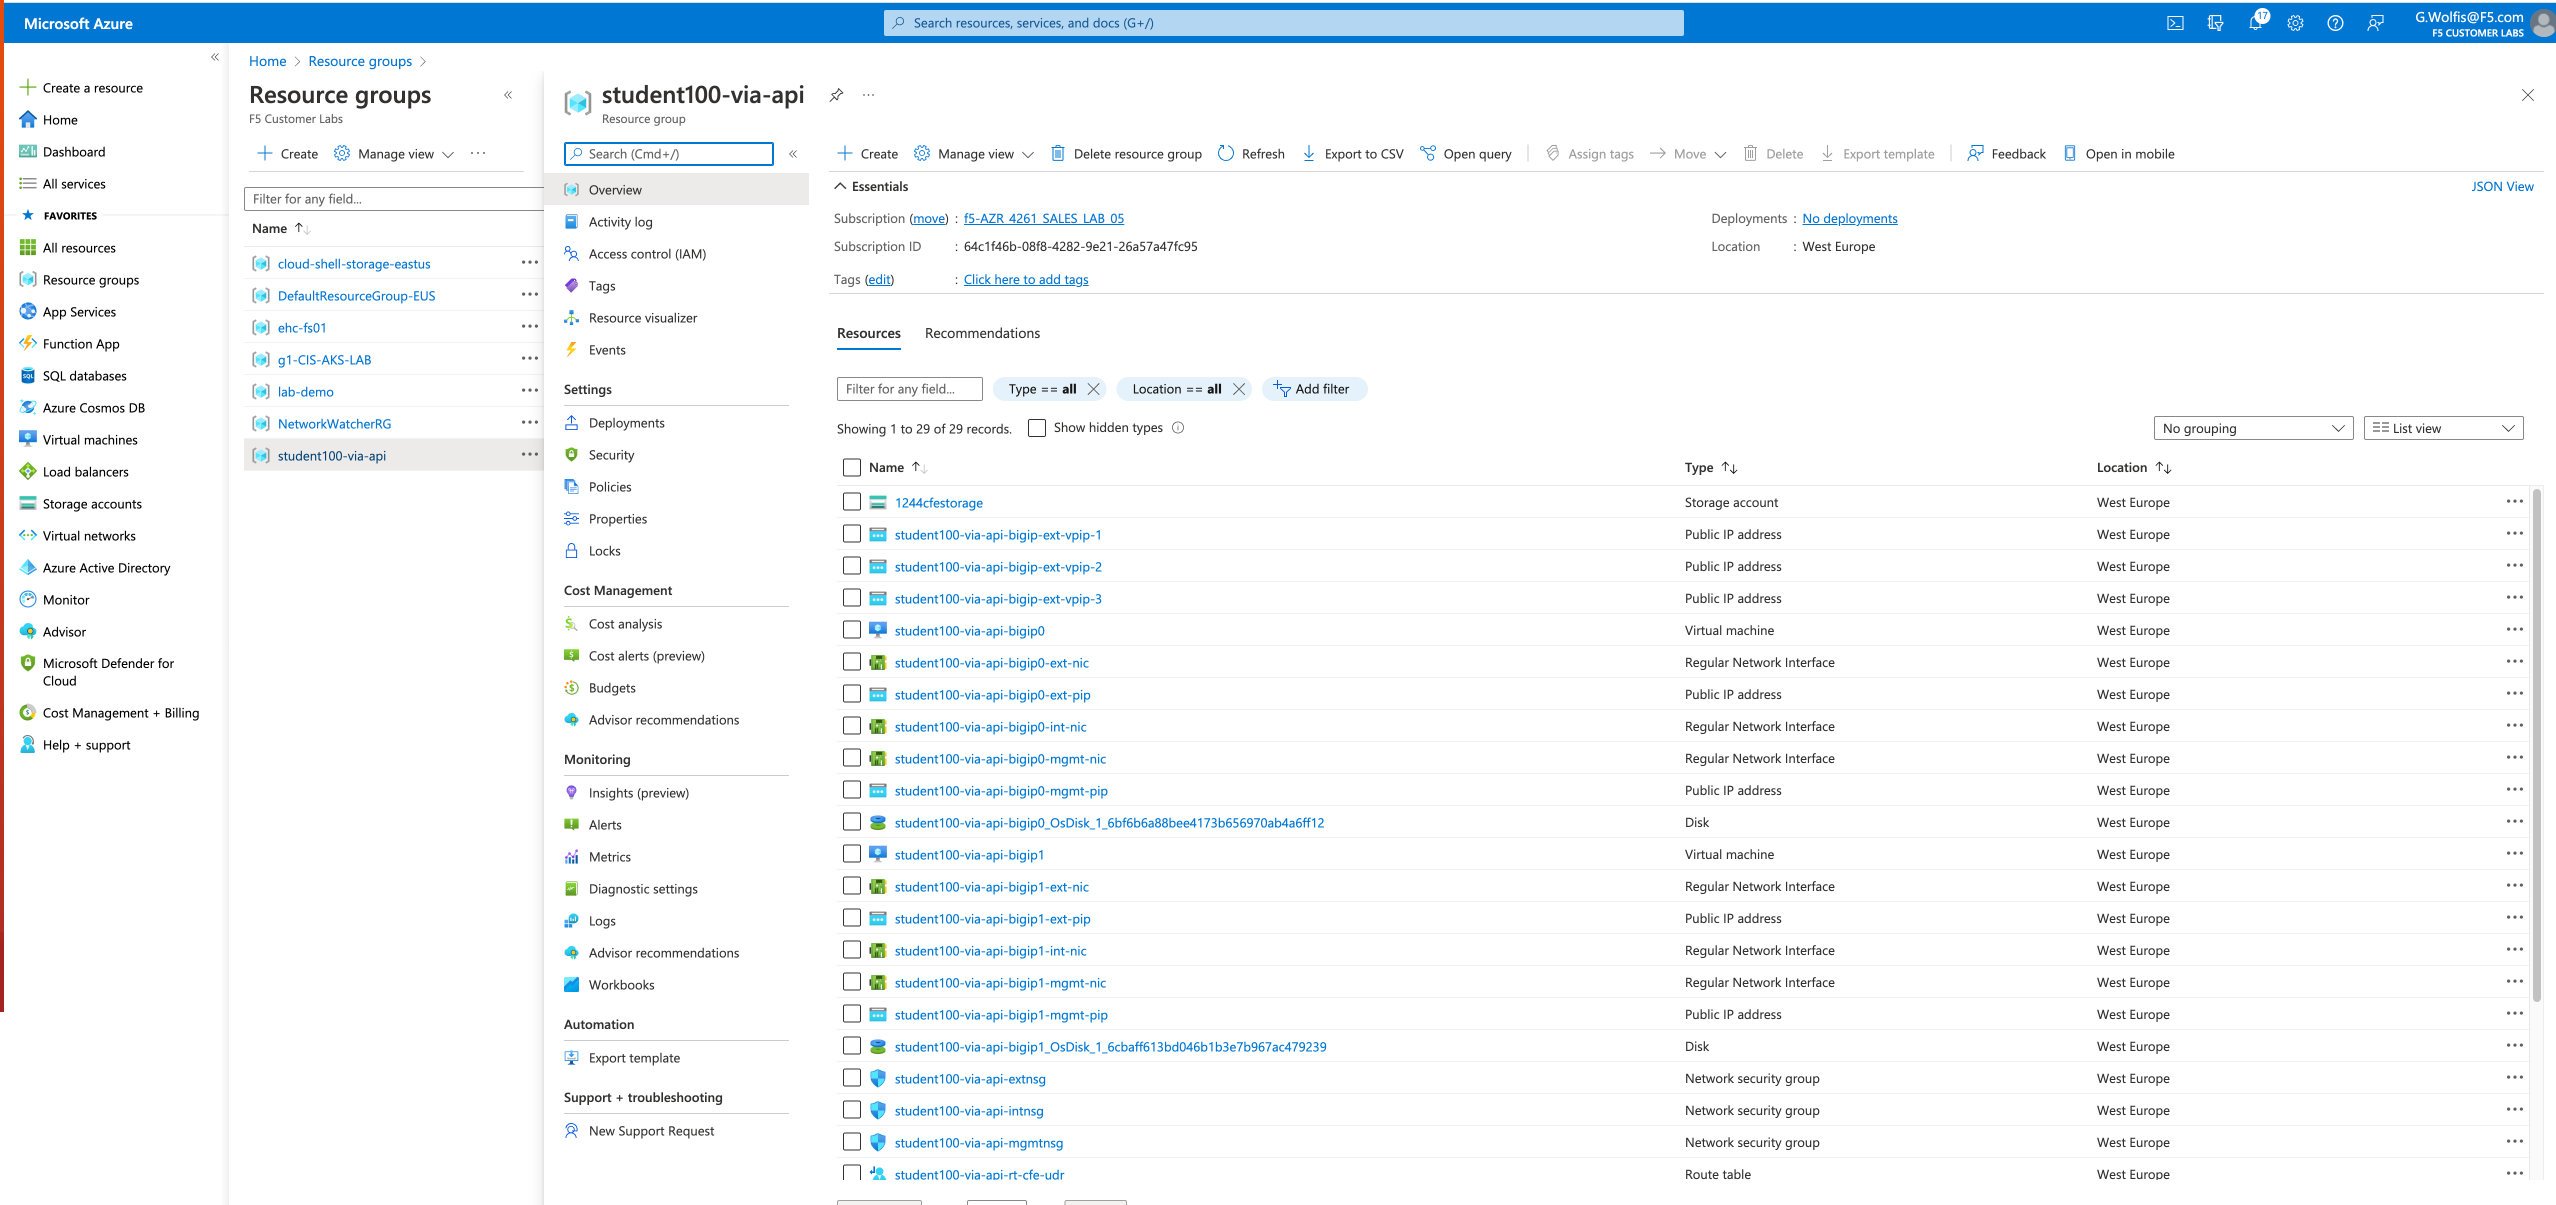 Microsoft Azure
Search resources, services, and docs (G+/)
17
G.Wolfis@F5.com
F5 CUSTOMER LABS
Create a resource
Home
Dashboard
All services
FAVORITES
All resources
Resource groups
App Services
Function App
SQL databases
Azure Cosmos DB
Virtual machines
Load balancers
Storage accounts
Virtual networks
Azure Active Directory
Monitor
Advisor
Microsoft Defender for
Cloud
Cost Management + Billing
Help + support
Home > Resource groups >
Resource groups
F5 Customer Labs
Create Manage view ...
Filter for any field...
Name
cloud-shell-storage-eastus
DefaultResourceGroup-EUS
ehc-fs01
g1-CIS-AKS-LAB
lab-demo
NetworkWatcherRG
student100-via-api
student100-via-api
Resource group
Search (Cmd+/)
Overview
Activity log
Access control (IAM)
Tags
Resource visualizer
Events
Settings
Deployments
Security
Policies
Properties
Locks
Cost Management
Cost analysis
Cost alerts (preview)
Budgets
Advisor recommendations
Monitoring
Insights (preview)
Alerts
Metrics
Diagnostic settings
Logs
Advisor recommendations
Workbooks
Automation
Export template
Support + troubleshooting
New Support Request
Create Manage view Delete resource group Refresh Export to CSV Open query Assign tags Move Delete Export template Feedback Open in mobile
Essentials
JSON View
Subscription (move) : f5-AZR_4261_SALES_LAB_05
Subscription ID : 64c1f46b-08f8-4282-9e21-26a57a47fc95
Tags (edit) : Click here to add tags
Deployments : No deployments
Location : West Europe
Resources Recommendations
Filter for any field... Type == all Location == all Add filter
Showing 1 to 29 of 29 records. Show hidden types
No grouping List view
Name Type Location
1244cfestorage Storage account West Europe
student100-via-api-bigip-ext-vpip-1 Public IP address West Europe
student100-via-api-bigip-ext-vpip-2 Public IP address West Europe
student100-via-api-bigip-ext-vpip-3 Public IP address West Europe
student100-via-api-bigip0 Virtual machine West Europe
student100-via-api-bigip0-ext-nic Regular Network Interface West Europe
student100-via-api-bigip0-ext-pip Public IP address West Europe
student100-via-api-bigip0-int-nic Regular Network Interface West Europe
student100-via-api-bigip0-mgmt-nic Regular Network Interface West Europe
student100-via-api-bigip0-mgmt-pip Public IP address West Europe
student100-via-api-bigip0_OsDisk_1_6bf6b6a88bee4173b656970ab4a6ff12 Disk West Europe
student100-via-api-bigip1 Virtual machine West Europe
student100-via-api-bigip1-ext-nic Regular Network Interface West Europe
student100-via-api-bigip1-ext-pip Public IP address West Europe
student100-via-api-bigip1-int-nic Regular Network Interface West Europe
student100-via-api-bigip1-mgmt-nic Regular Network Interface West Europe
student100-via-api-bigip1-mgmt-pip Public IP address West Europe
student100-via-api-bigip1_OsDisk_1_6cbaff613bd046b1b3e7b967ac479239 Disk West Europe
student100-via-api-extnsg Network security group West Europe
student100-via-api-intnsg Network security group West Europe
student100-via-api-mgmtnsg Network security group West Europe
student100-via-api-rt-cfe-udr Route table West Europe